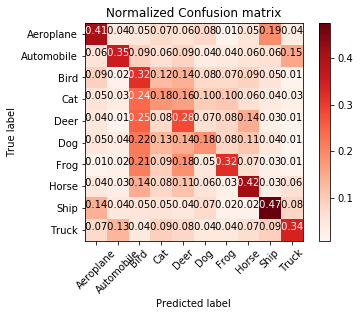 Normalized Confusion matrix
True label
Aeroplane 0.41 0.04 0.05 0.07 0.06 0.08 0.01 0.05 0.19 0.04
Automobile 0.06 0.35 0.09 0.06 0.09 0.04 0.04 0.06 0.08 0.15
Bird 0.09 0.02 0.32 0.12 0.14 0.08 0.07 0.09 0.05 0.01
Cat 0.05 0.03 0.24 0.18 0.16 0.10 0.10 0.06 0.04 0.03
Deer 0.04 0.01 0.25 0.08 0.28 0.07 0.08 0.14 0.03 0.01
Dog 0.05 0.04 0.22 0.13 0.14 0.18 0.08 0.11 0.04 0.01
Frog 0.01 0.02 0.21 0.09 0.18 0.05 0.32 0.07 0.03 0.01
Horse 0.04 0.03 0.14 0.08 0.11 0.06 0.03 0.42 0.03 0.06
Ship 0.14 0.04 0.05 0.05 0.04 0.07 0.02 0.02 0.47 0.08
Truck 0.07 0.13 0.04 0.09 0.08 0.04 0.04 0.07 0.09 0.34
Aeroplane Automobile Bird Cat Deer Dog Frog Horse Ship Truck
Predicted label
0.4
0.3
0.2
0.1